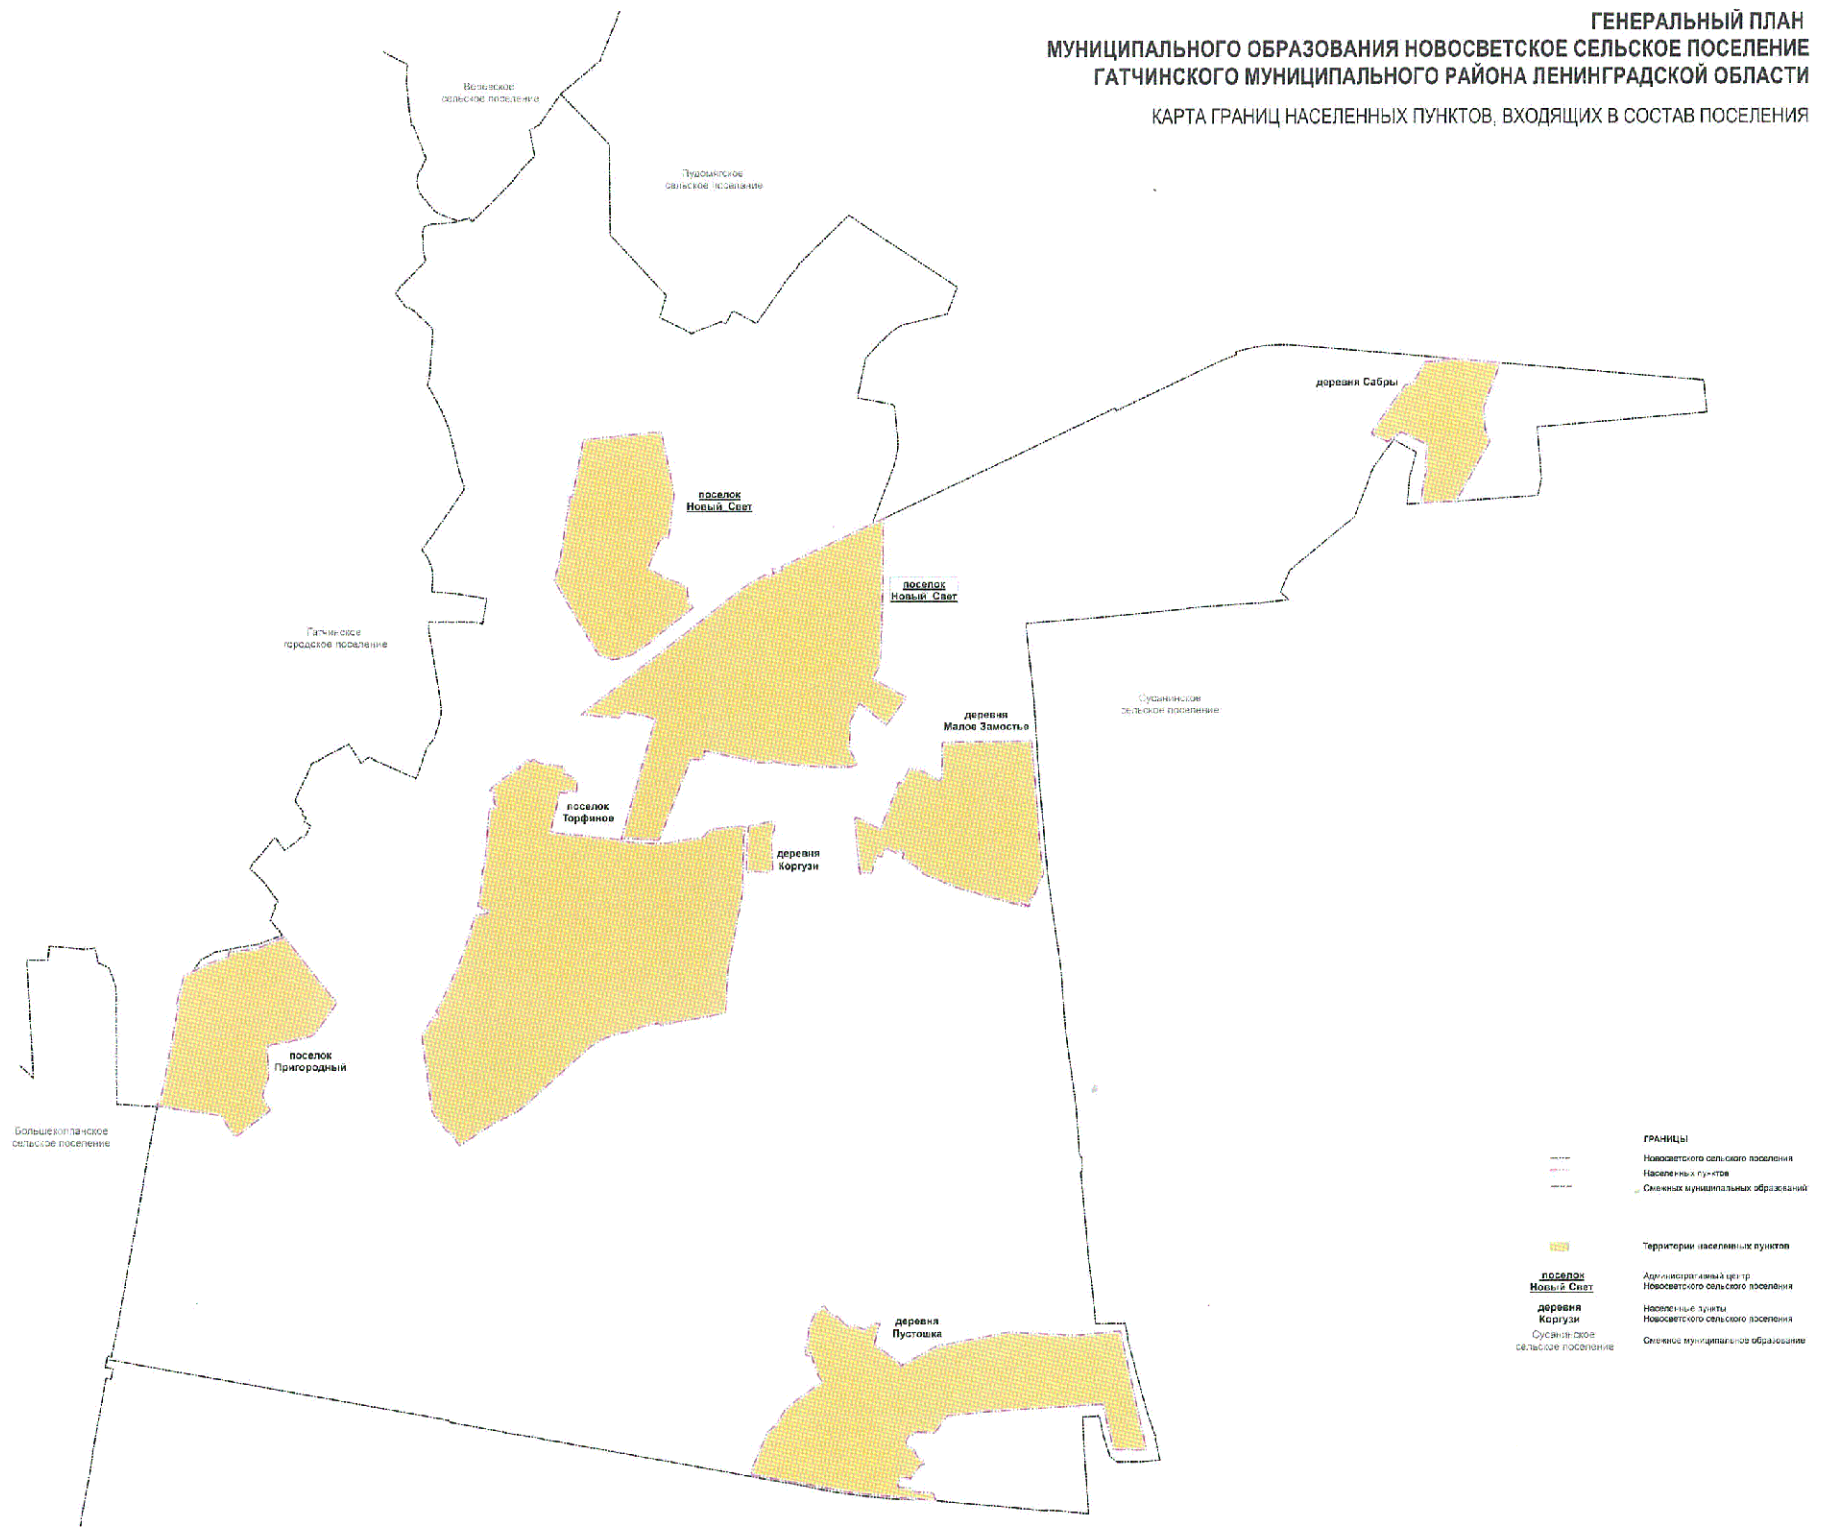 ГЕНЕРАЛЬНЫЙ ПЛАН
МУНИЦИПАЛЬНОГО ОБРАЗОВАНИЯ НОВОСВЕТСКОЕ СЕЛЬСКОЕ ПОСЕЛЕНИЕ
ГАТЧИНСКОГО МУНИЦИПАЛЬНОГО РАЙОНА ЛЕНИНГРАДСКОЙ ОБЛАСТИ
КАРТА ГРАНИЦ НАСЕЛЕННЫХ ПУНКТОВ, ВХОДЯЩИХ В СОСТАВ ПОСЕЛЕНИЯ
Веревское
сельское поселение
Пудомягское
сельское поселение
деревня Сабры
поселок
Новый Свет
поселок
Новый Свет
Гатчинское
городское поселение
Сусанинское
сельское поселение
деревня
Малое Замостье
поселок
Торфиное
деревня
Коргузи
поселок
Пригородный
Большеколпанское
сельское поселение
деревня
Пустошка
ГРАНИЦЫ
Новосветского сельского поселения
Населенных пунктов
Смежных муниципальных образований
Территории населенных пунктов
поселок
Новый Свет
Административный центр
Новосветского сельского поселения
деревня
Коргузи
Населенные пункты
Новосветского сельского поселения
Сусанинское
сельское поселение
Смежное муниципальное образование